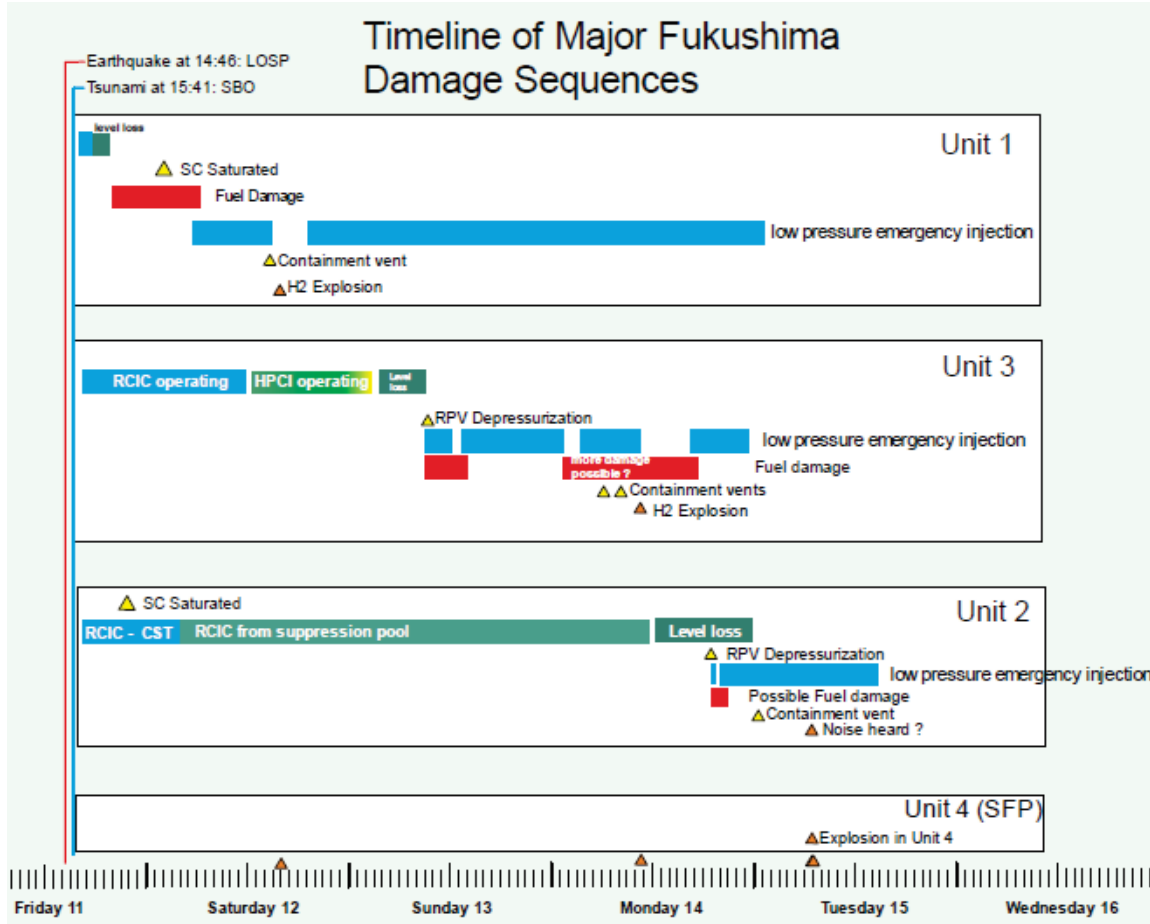 Timeline of Major Fukushima
Damage Sequences
Earthquake at 14:46: LOSP
Tsunami at 15:41: SBO
Unit 1
level loss
SC Saturated
Fuel Damage
low pressure emergency injection
Containment vent
H2 Explosion
Unit 3
RCIC operating
HPCI operating
Level
loss
RPV Depressurization
low pressure emergency injection
more damage
possible ?
Fuel damage
Containment vents
H2 Explosion
Unit 2
SC Saturated
RCIC - CST
RCIC from suppression pool
Level loss
RPV Depressurization
low pressure emergency injection
Possible Fuel damage
Containment vent
Noise heard ?
Unit 4 (SFP)
Explosion in Unit 4
Friday 11
Saturday 12
Sunday 13
Monday 14
Tuesday 15
Wednesday 16